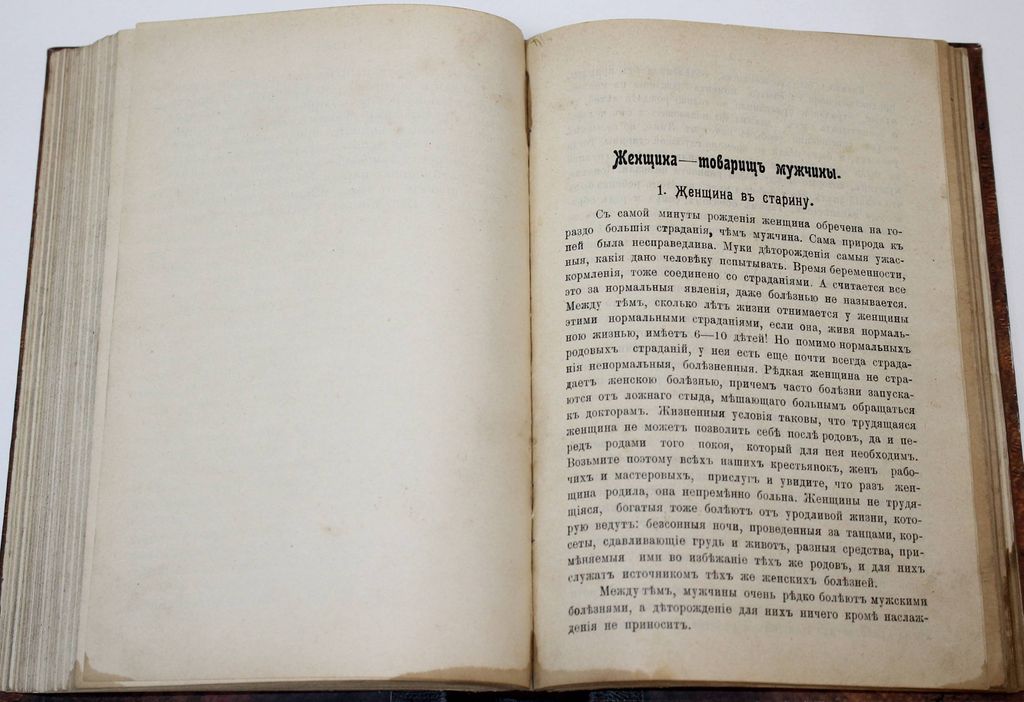 Женщина—товарищъ мужчины.
1. Женщина въ старину.
Съ самой минуты рожденія женщина обречена на го-
раздо большія страданія, чѣмъ мужчина. Сама природа къ
ней была несправедлива. Муки дѣторожденія самыя ужас-
ныя, какія дано человѣку испытывать. Время беременности,
кормленія, тоже соединено со страданіями. А считается все
это за нормальныя явленія, даже болѣзнью не называется.
Между тѣмъ, сколько лѣтъ жизни отнимается у женщины
этими нормальными страданіями, если она, живя нормаль-
ною жизнью, имѣетъ 6—10 дѣтей! Но помимо нормальныхъ
родовыхъ страданій, у нея есть еще почти всегда страда-
нія ненормальныя, болѣзненныя. Рѣдкая женщина не стра-
даетъ женскою болѣзнью, причемъ часто болѣзни запуска-
ются отъ ложнаго стыда, мѣшающаго больнымъ обращаться
къ докторамъ. Жизненныя условія таковы, что трудящаяся
женщина не можетъ позволить себѣ послѣ родовъ, да и пе-
редъ родами того покоя, который для нея необходимъ.
Возьмите поэтому всѣхъ нашихъ крестьянокъ, женъ рабо-
чихъ и мастеровыхъ, прислугъ и увидите, что разъ жен-
щина родила, она непремѣнно больна. Женщины не трудя-
щіяся, богатыя тоже болѣютъ отъ уродливой жизни, кото-
рую ведутъ: безсонныя ночи, проведенныя за танцами, кор-
сеты, сдавливающіе грудь и животъ, разныя средства, при-
мѣняемыя ими во избѣжаніе тѣхъ же родовъ, и для нихъ
служатъ источникомъ тѣхъ же женскихъ болѣзней.
Между тѣмъ, мужчины очень рѣдко болѣютъ мужскими
болѣзнями, а дѣторожденіе для нихъ ничего кромѣ наслаж-
денія не приноситъ.